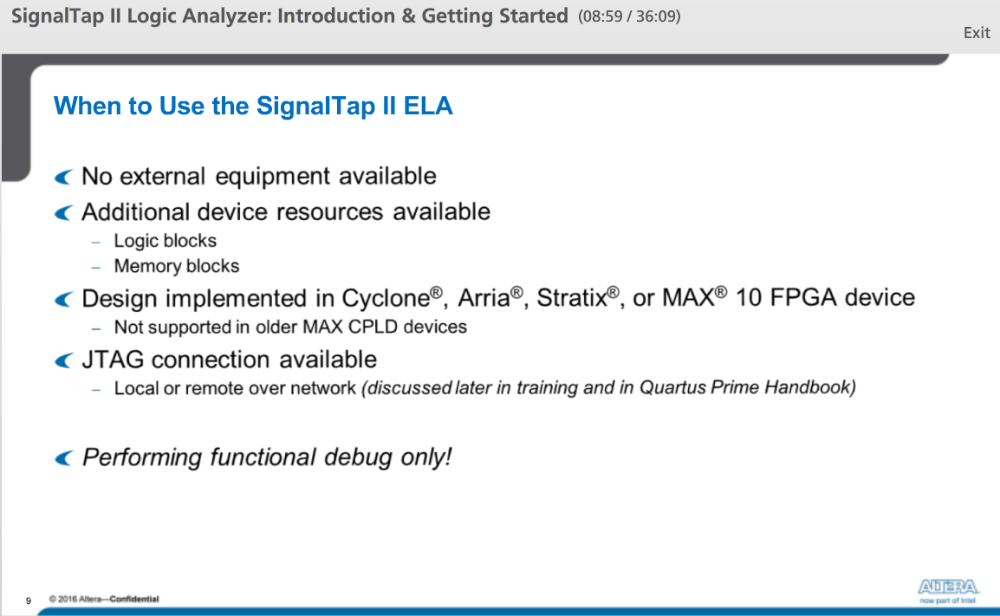 SignalTap II Logic Analyzer: Introduction & Getting Started (08:59 / 36:09)
Exit
When to Use the SignalTap II ELA
No external equipment available
Additional device resources available
– Logic blocks
– Memory blocks
Design implemented in Cyclone®, Arria®, Stratix®, or MAX® 10 FPGA device
– Not supported in older MAX CPLD devices
JTAG connection available
– Local or remote over network (discussed later in training and in Quartus Prime Handbook)
Performing functional debug only!
9 © 2016 Altera—Confidential
ALTERA
now part of Intel